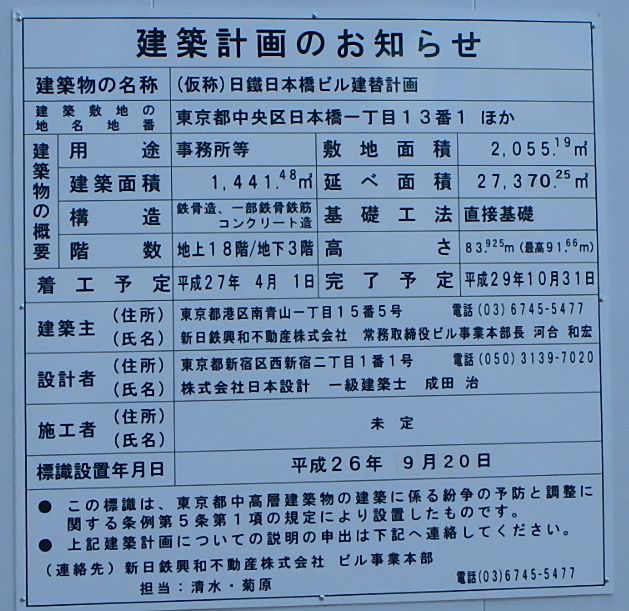 建築計画のお知らせ
建築物の名称 (仮称)日鐵日本橋ビル建替計画
建築敷地の地名地番 東京都中央区日本橋一丁目13番1 ほか
建築物の概要
用途 事務所等 敷地面積 2,055.19㎡
建築面積 1,441.48㎡ 延べ面積 27,370.25㎡
構造 鉄骨造、一部鉄骨鉄筋コンクリート造 基礎工法 直接基礎
階数 地上18階/地下3階 高さ 83.925m(最高91.66m)
着工予定 平成27年 4月 1日 完了予定 平成29年10月31日
建築主 (住所) 東京都港区南青山一丁目15番5号 電話(03)6745-5477
(氏名) 新日鉄興和不動産株式会社 常務取締役ビル事業本部長 河合 和宏
設計者 (住所) 東京都新宿区西新宿二丁目1番1号 電話(050)3139-7020
(氏名) 株式会社日本設計 一級建築士 成田 治
施工者 (住所) 未定
(氏名)
標識設置年月日 平成26年 9月20日
● この標識は、東京都中高層建築物の建築に係る紛争の予防と調整に
関する条例第5条第1項の規定により設置したものです。
● 上記建築計画についての説明の申出は下記へ連絡してください。
(連絡先) 新日鉄興和不動産株式会社 ビル事業本部
担当:清水・菊原 電話(03)6745-5477